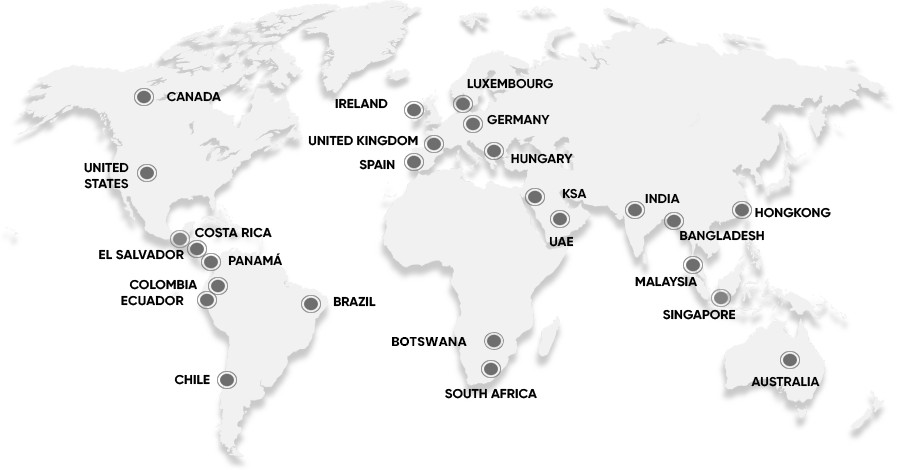 LUXEMBOURG
CANADA
IRELAND
GERMANY
UNITED KINGDOM
HUNGARY
SPAIN
UNITED
STATES
KSA
INDIA
HONGKONG
COSTA RICA
BANGLADESH
UAE
EL SALVADOR
PANAMÁ
MALAYSIA
COLOMBIA
ECUADOR
BRAZIL
SINGAPORE
BOTSWANA
CHILE
AUSTRALIA
SOUTH AFRICA